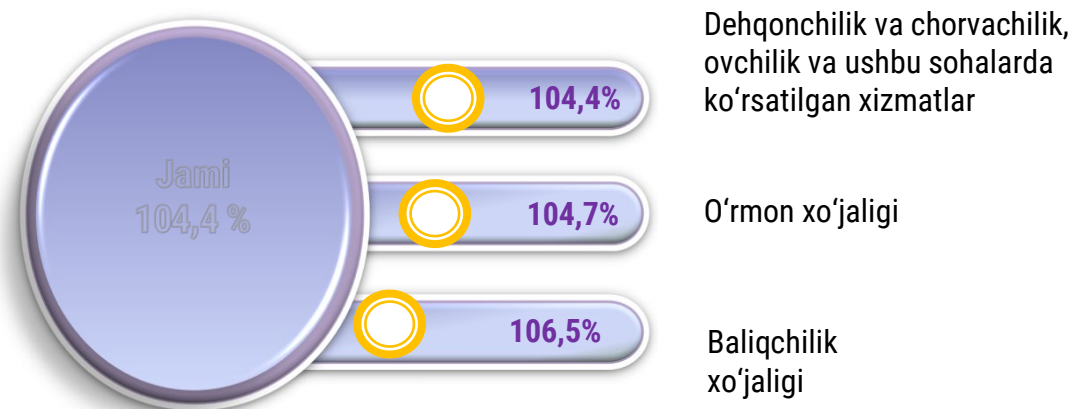 Jami
104,4 %
104,4%
Dehqonchilik va chorvachilik,
ovchilik va ushbu sohalarda
ko‘rsatilgan xizmatlar
104,7%
O‘rmon xo‘jaligi
106,5%
Baliqchilik
xo‘jaligi